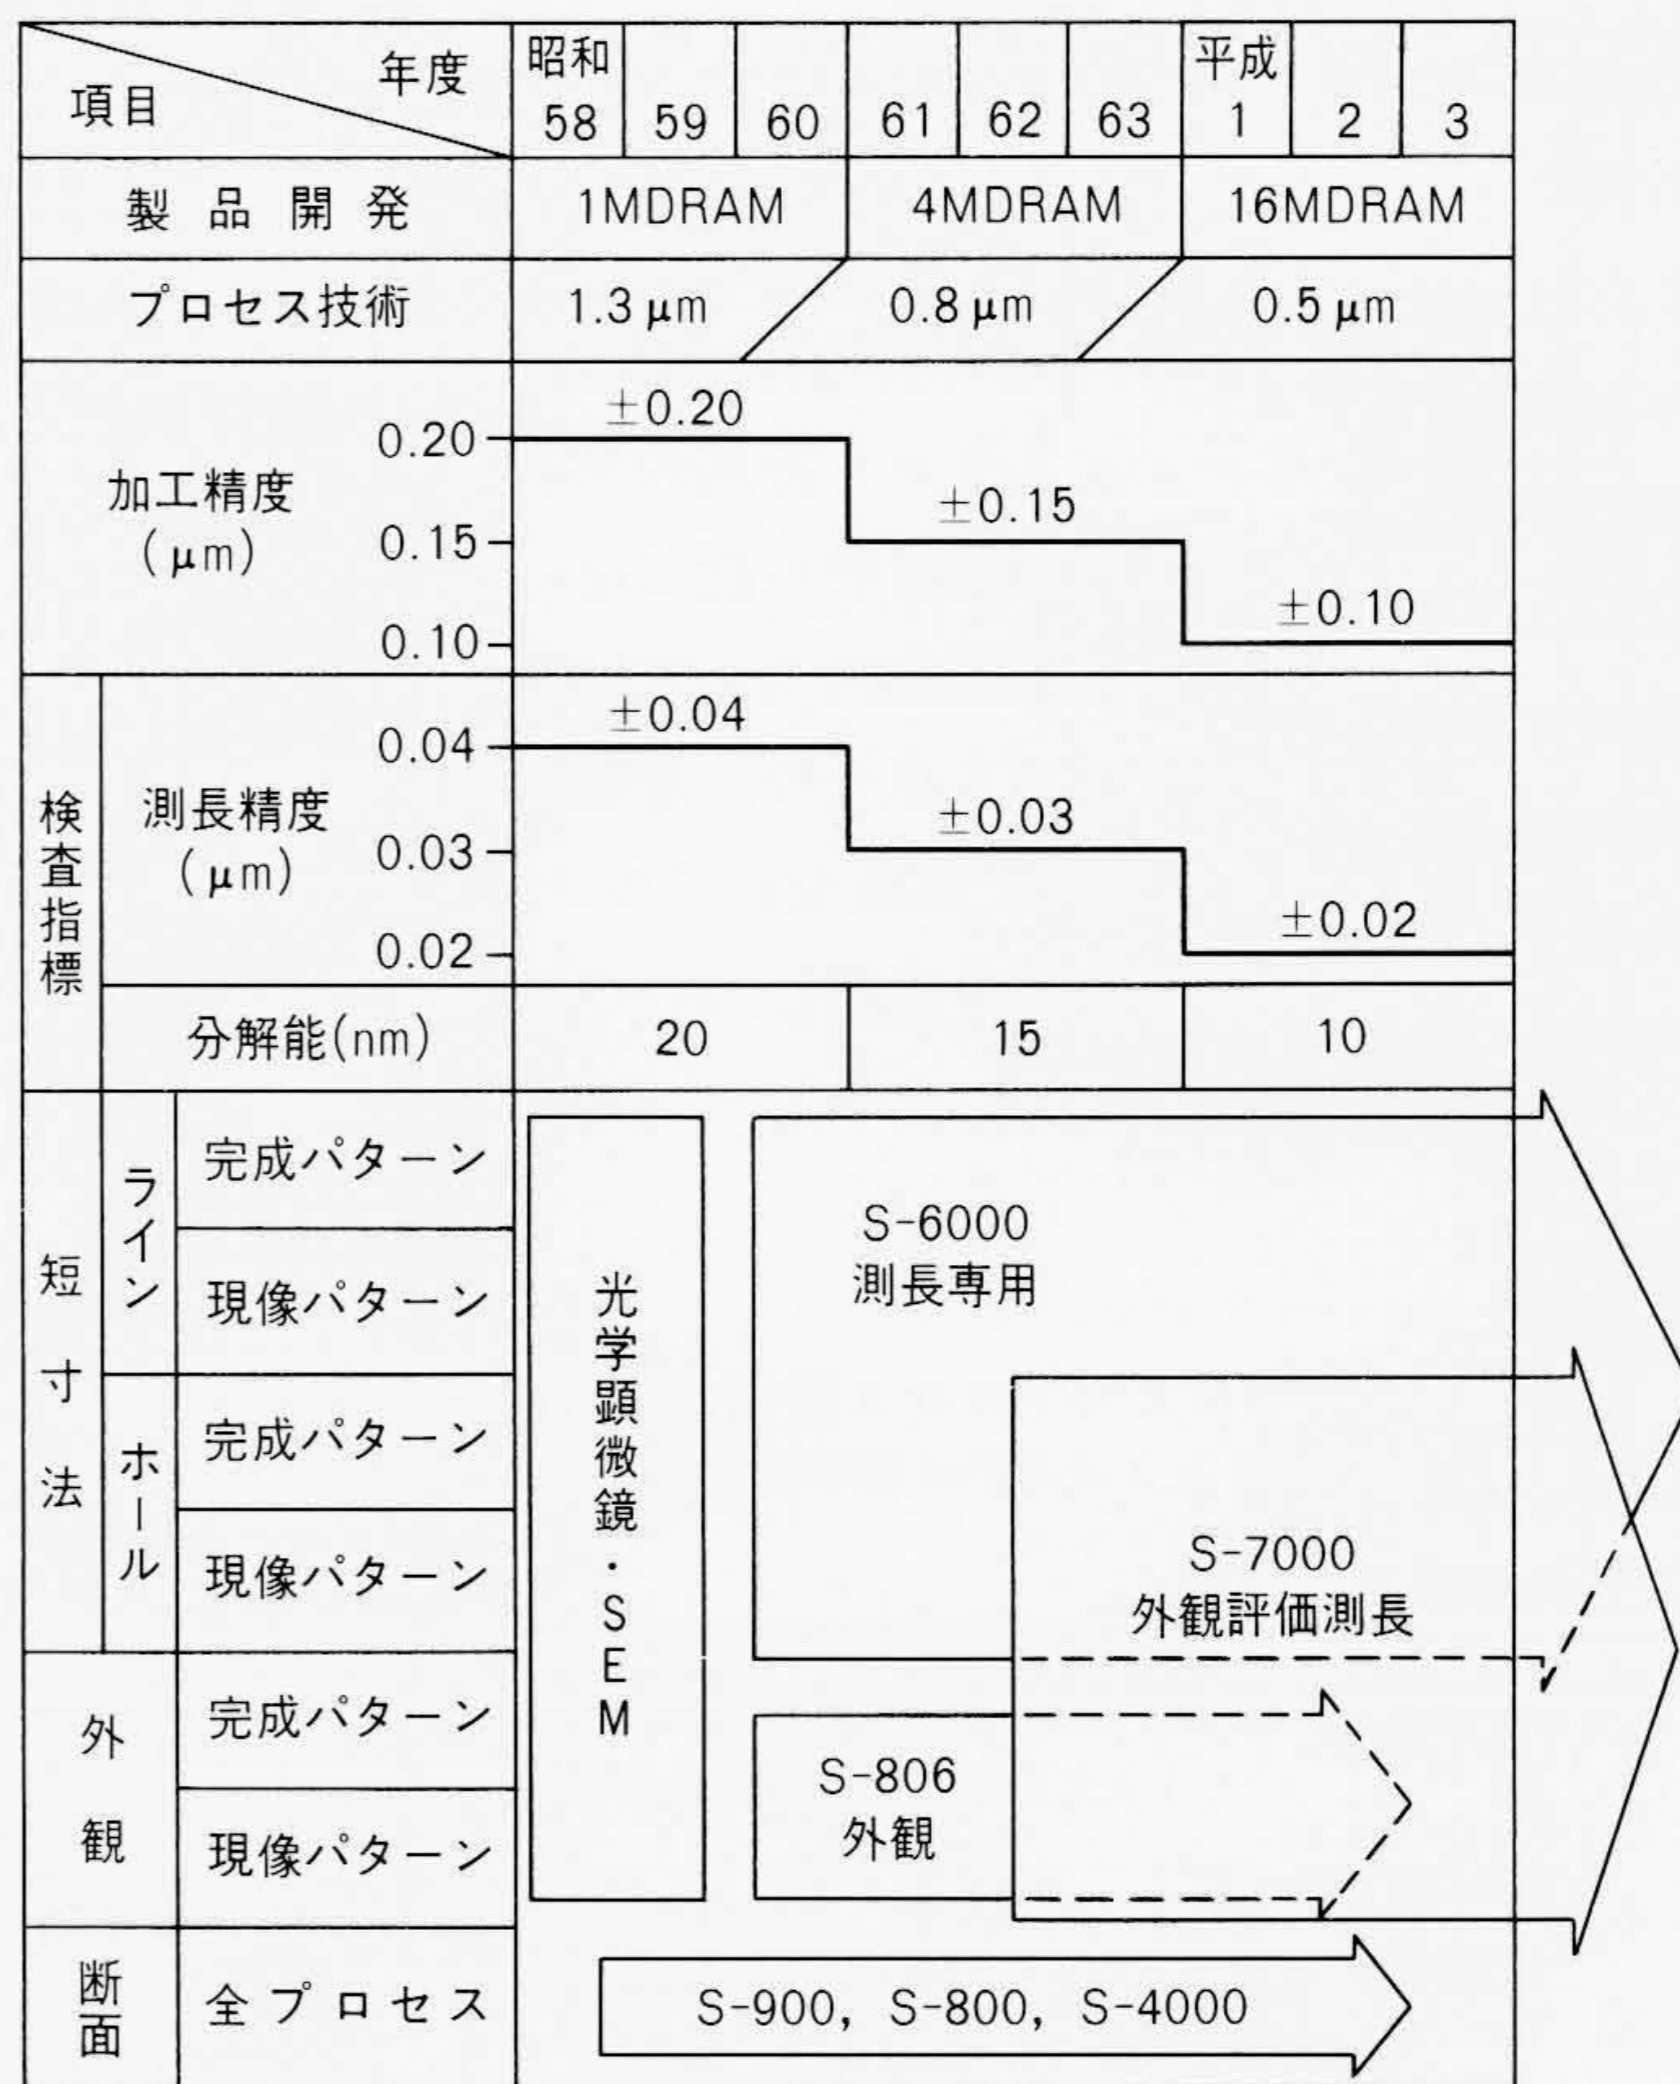 年度
項目
昭和
58 59 60 61 62 63
平成
1 2 3
製品開発 1MDRAM 4MDRAM 16MDRAM
プロセス技術 1.3μm 0.8μm 0.5μm
加工精度
(μm)
0.20
0.15
0.10
±0.20
±0.15
±0.10
検査指標
測長精度
(μm)
0.04
0.03
0.02
±0.04
±0.03
±0.02
分解能(nm) 20 15 10
短寸法
ライン
完成パターン
現像パターン
ホール
完成パターン
現像パターン
外観
完成パターン
現像パターン
断面
全プロセス
光学顕微鏡・SEM
S-6000
測長専用
S-7000
外観評価測長
S-806
外観
S-900, S-800, S-4000